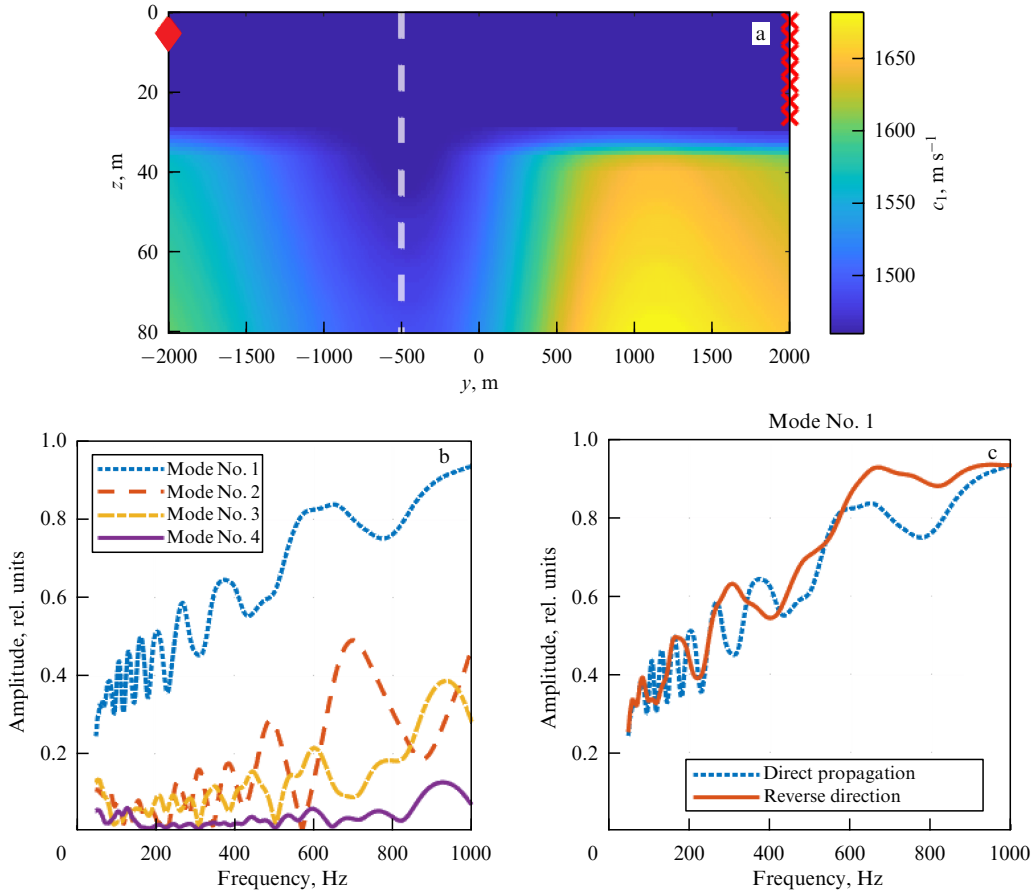 0
20
40
60
80
z, m
a
−2000
−1500
−1000
−500
0
500
1000
1500
2000
y, m
1650
1600
1550
1500
c₁, m s⁻¹
1.0
0.8
0.6
0.4
0.2
Amplitude, rel. units
b
Mode No. 1
Mode No. 2
Mode No. 3
Mode No. 4
0
200
400
600
800
1000
Frequency, Hz
Mode No. 1
1.0
0.8
0.6
0.4
0.2
Amplitude, rel. units
c
Direct propagation
Reverse direction
0
200
400
600
800
1000
Frequency, Hz